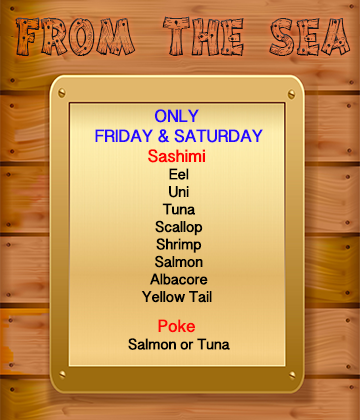 FROM THE SEA
ONLY
FRIDAY & SATURDAY
Sashimi
Eel
Uni
Tuna
Scallop
Shrimp
Salmon
Albacore
Yellow Tail
Poke
Salmon or Tuna